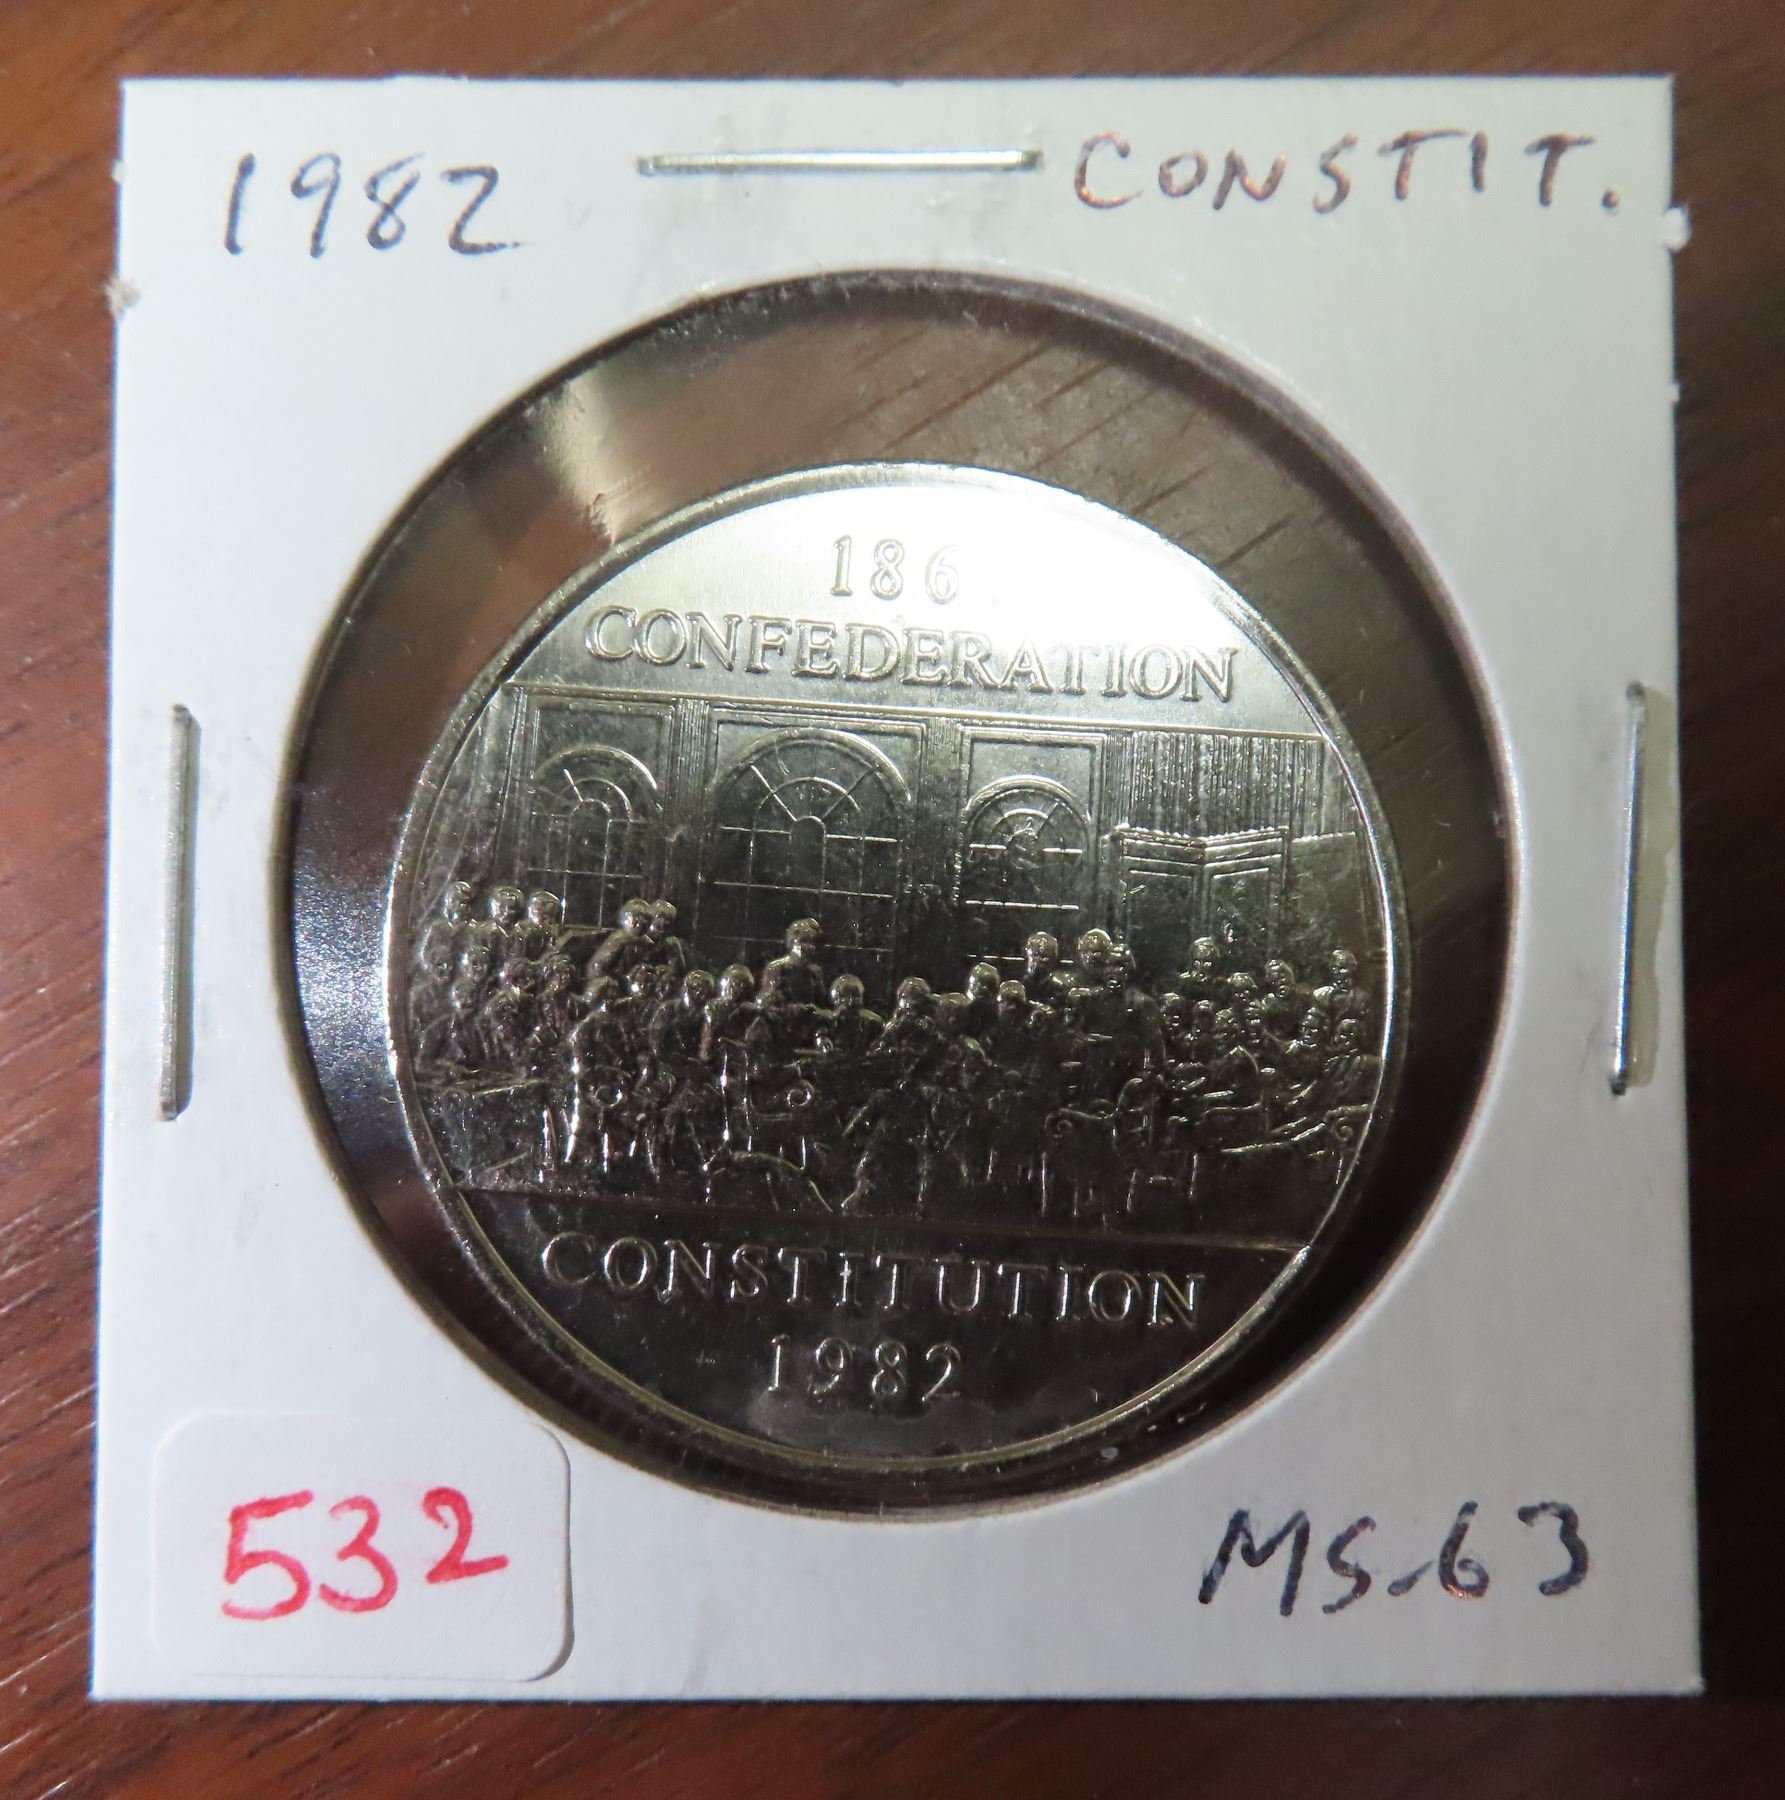 1982 CONSTIT.
186
CONFEDERATION
CONSTITUTION
1982
532
MS-63